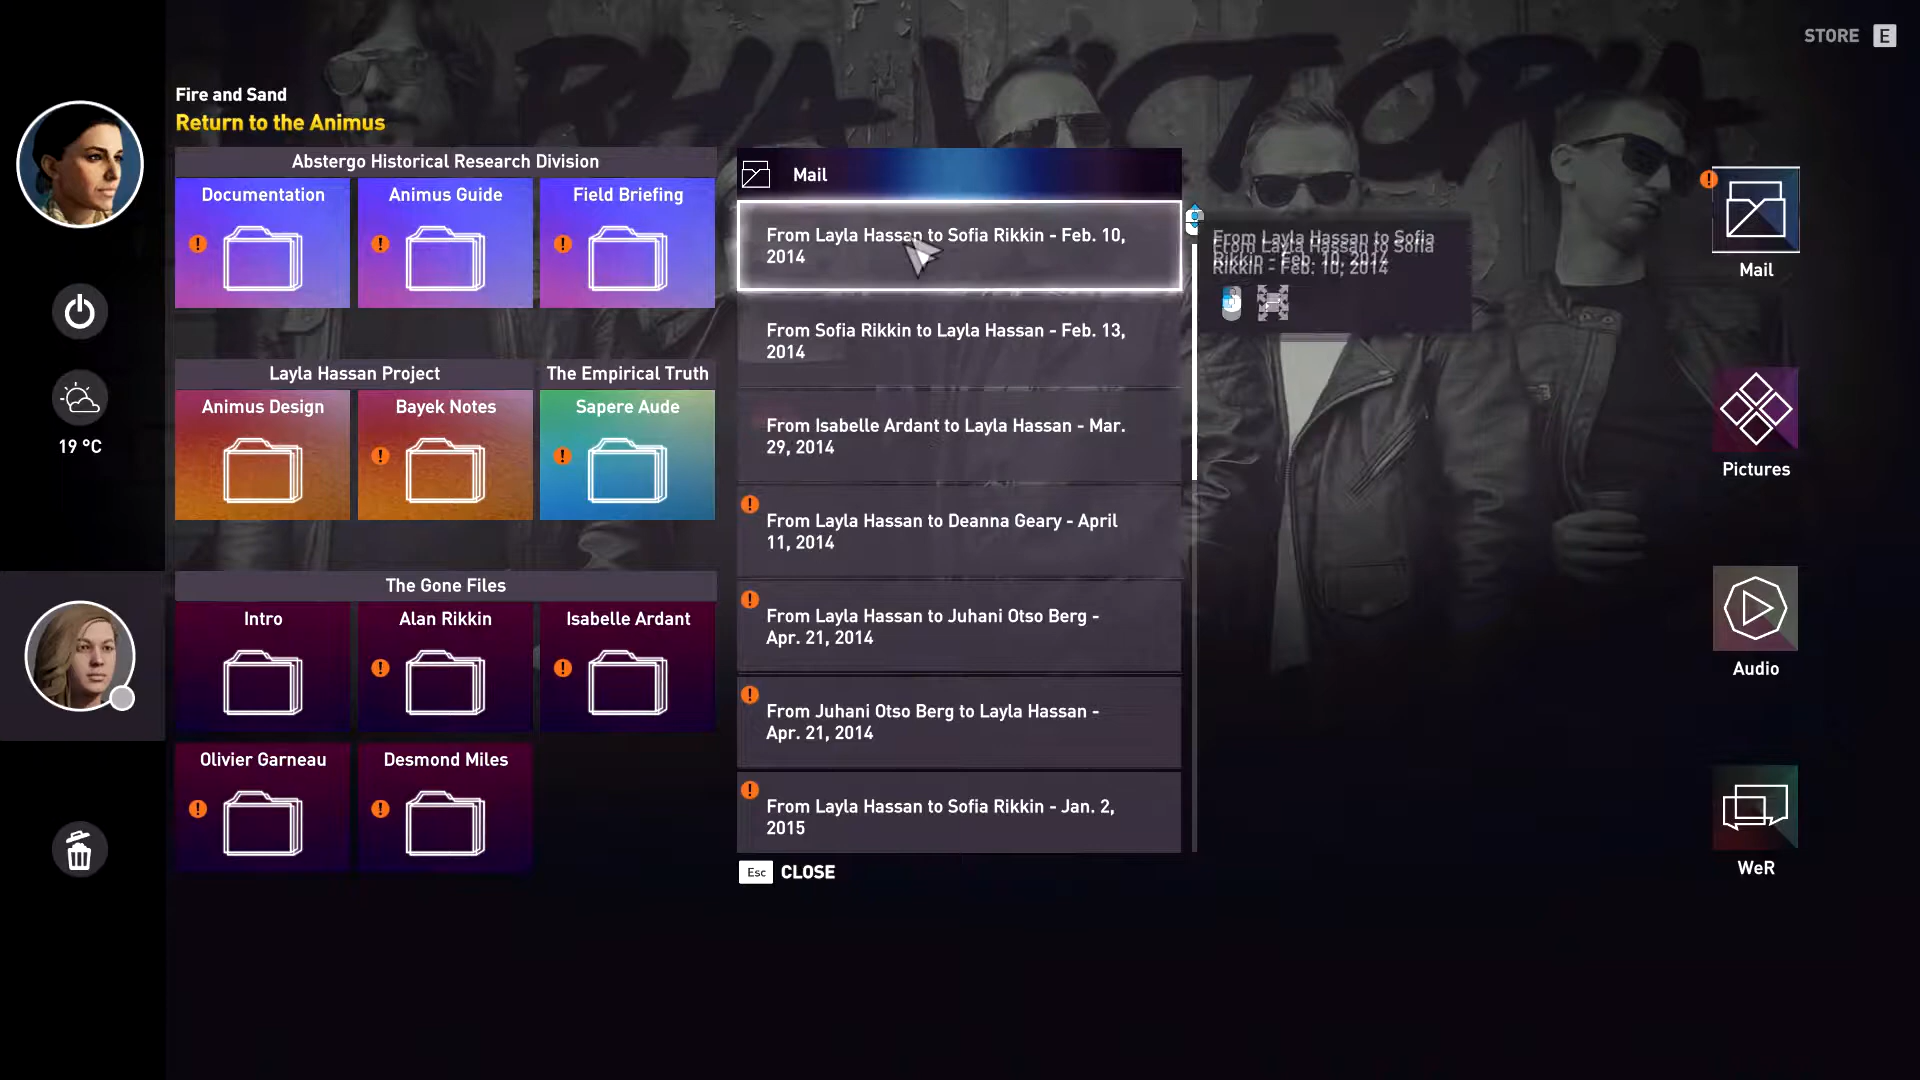 STORE E
Fire and Sand
Return to the Animus
Abstergo Historical Research Division
Documentation
Animus Guide
Field Briefing
!
!
!
Layla Hassan Project
The Empirical Truth
Animus Design
Bayek Notes
Sapere Aude
!
!
19 °C
The Gone Files
Intro
Alan Rikkin
Isabelle Ardant
!
!
Olivier Garneau
Desmond Miles
!
!
Mail
From Layla Hassan to Sofia Rikkin - Feb. 10,
2014
From Sofia Rikkin to Layla Hassan - Feb. 13,
2014
From Isabelle Ardant to Layla Hassan - Mar.
29, 2014
!
From Layla Hassan to Deanna Geary - April
11, 2014
!
From Layla Hassan to Juhani Otso Berg -
Apr. 21, 2014
!
From Juhani Otso Berg to Layla Hassan -
Apr. 21, 2014
!
From Layla Hassan to Sofia Rikkin - Jan. 2,
2015
Esc CLOSE
From Layla Hassan to Sofia
Rikkin - Feb. 10, 2014
!
Mail
Pictures
Audio
WeR